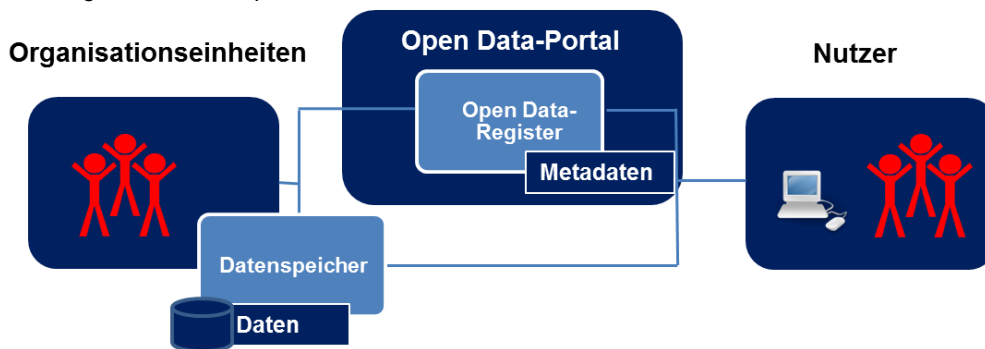 Organisationseinheiten
Open Data-Portal
Nutzer
Open Data-
Register
Metadaten
Datenspeicher
Daten